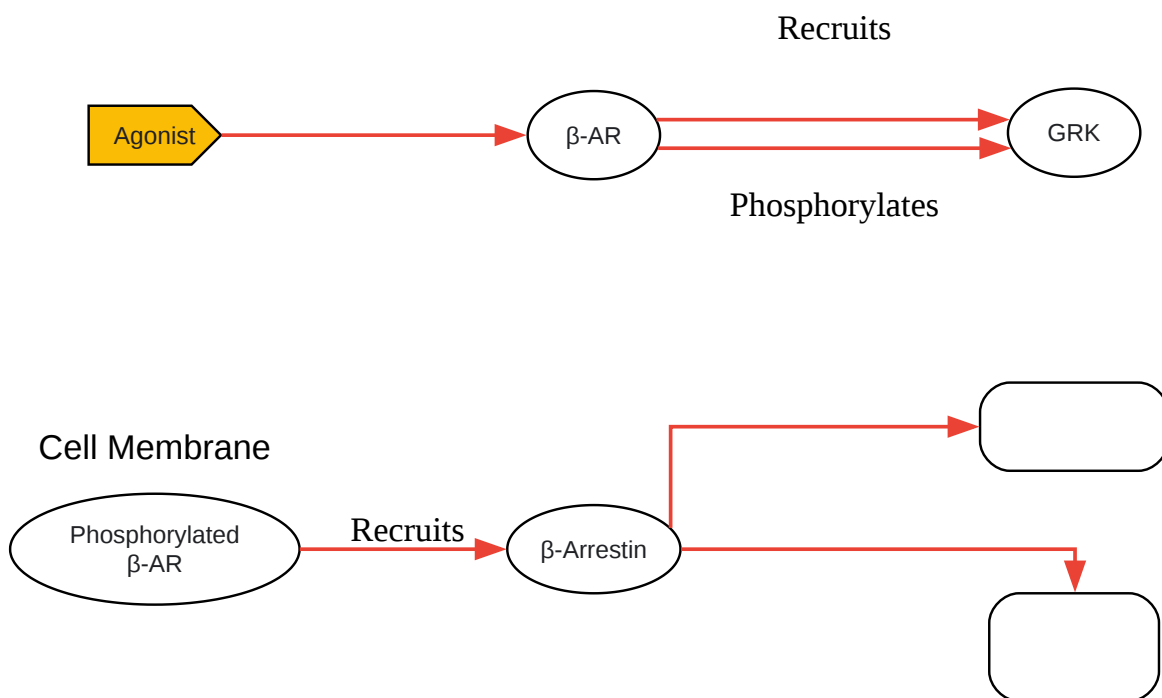 Recruits
Agonist
β-AR
GRK
Phosphorylates
Cell Membrane
Phosphorylated
β-AR
Recruits
β-Arrestin